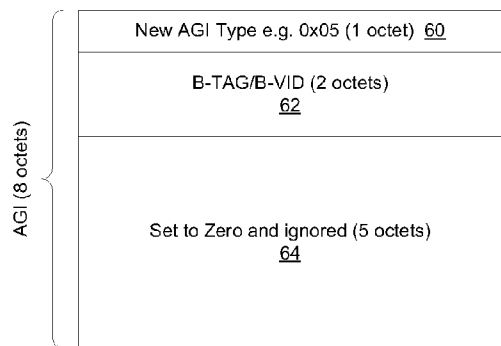 New AGI Type e.g. 0x05 (1 octet) 60
B-TAG/B-VID (2 octets)
62
AGI (8 octets)
Set to Zero and ignored (5 octets)
64